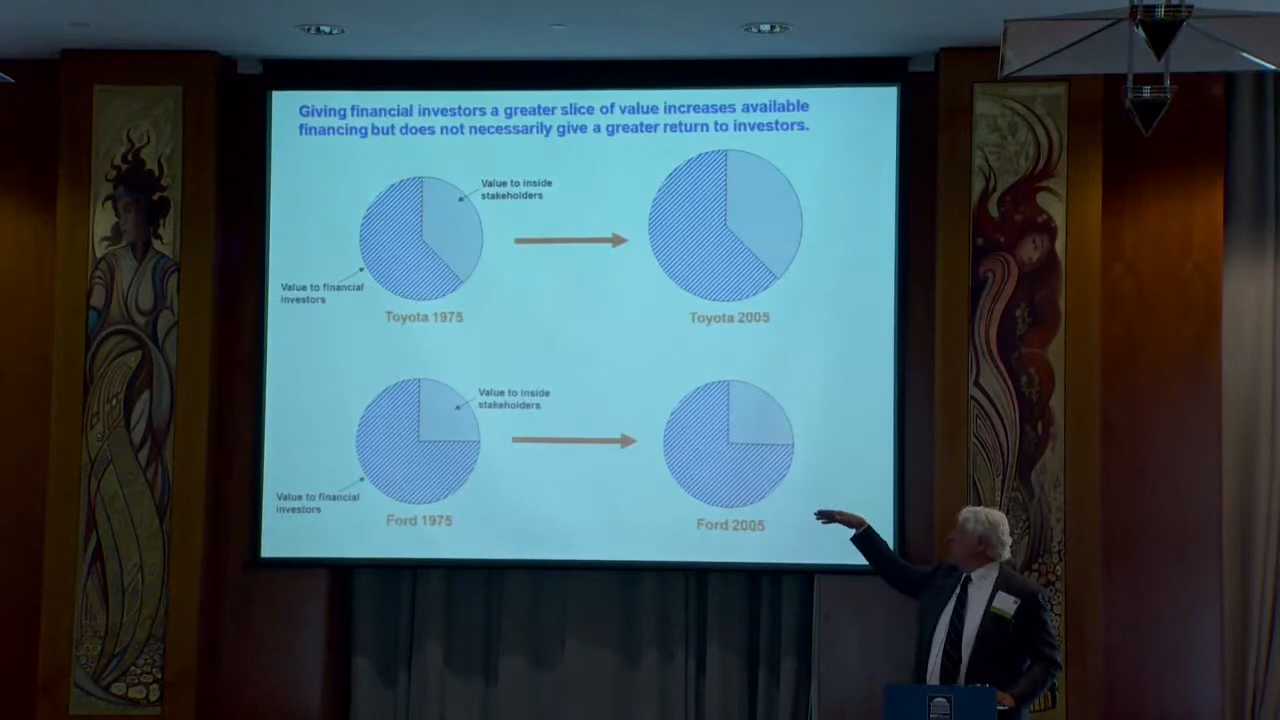 Giving financial investors a greater slice of value increases available
financing but does not necessarily give a greater return to investors.
Value to inside
stakeholders
Value to financial
investors
Toyota 1975
Toyota 2005
Value to inside
stakeholders
Value to financial
investors
Ford 1975
Ford 2005